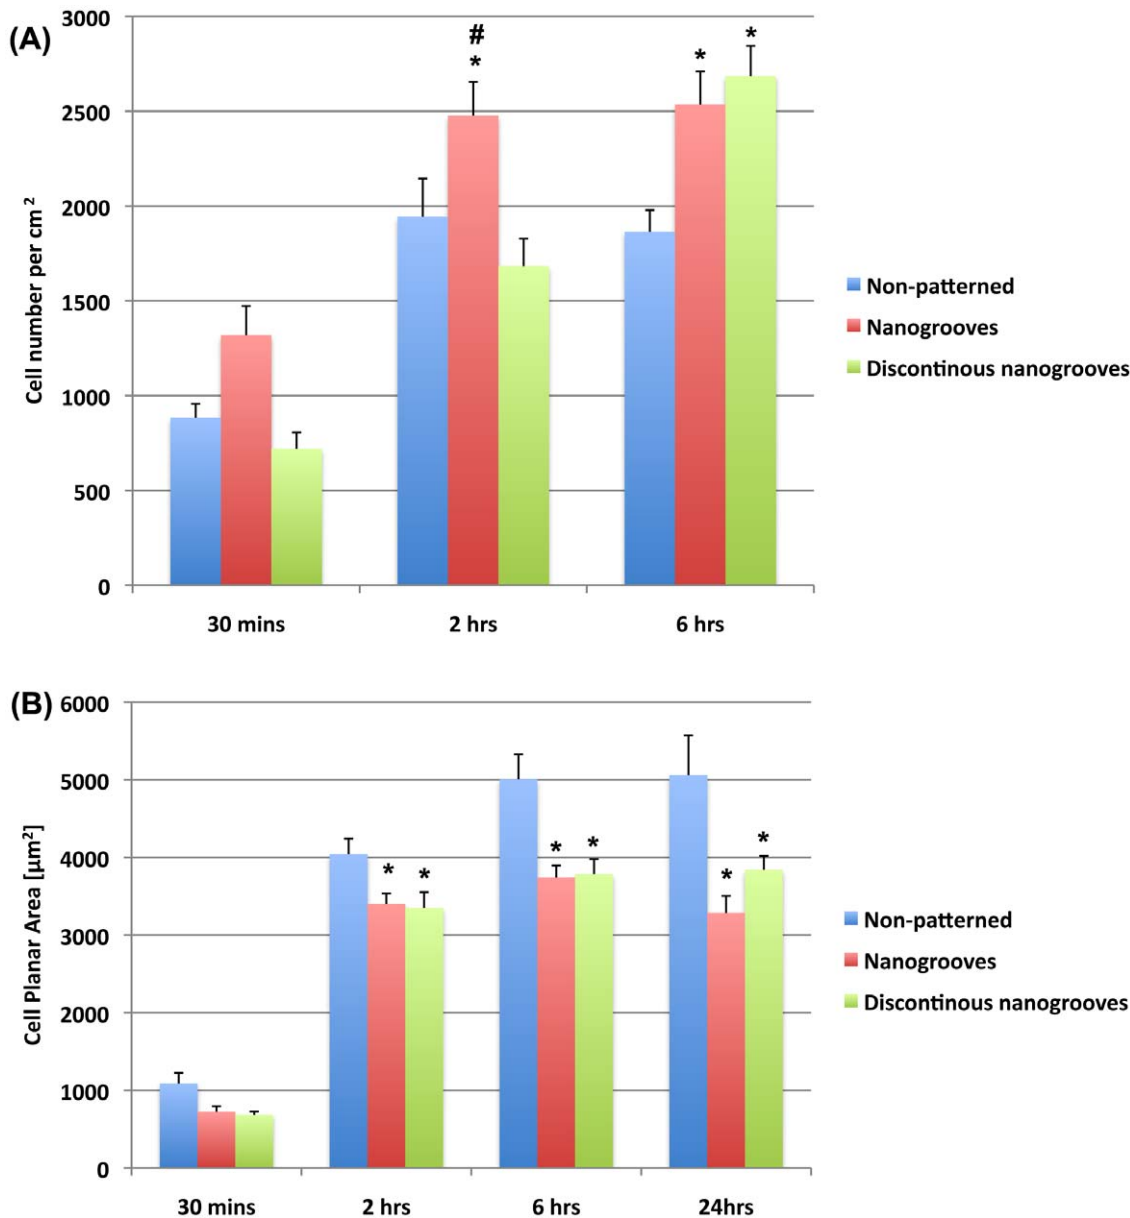 (A)
Cell number per cm²
3000
2500
2000
1500
1000
500
0
#
*
*
*
30 mins
2 hrs
6 hrs
Non-patterned
Nanogrooves
Discontinous nanogrooves
(B)
Cell Planar Area [μm²]
6000
5000
4000
3000
2000
1000
0
*
*
*
*
*
*
30 mins
2 hrs
6 hrs
24hrs
Non-patterned
Nanogrooves
Discontinous nanogrooves